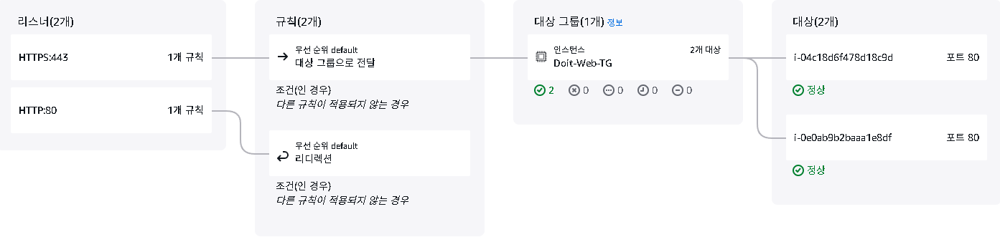 리스너(2개)
HTTPS:443 1개 규칙
HTTP:80 1개 규칙
규칙(2개)
우선 순위 default
대상 그룹으로 전달
조건(인 경우)
다른 규칙이 적용되지 않는 경우
우선 순위 default
리디렉션
조건(인 경우)
다른 규칙이 적용되지 않는 경우
대상 그룹(1개) 정보
인스턴스 2개 대상
Doit-Web-TG
2 0 0 0 0
대상(2개)
i-04c18d6f478d18c9d 포트 80
정상
i-0e0ab9b2baaa1e8df 포트 80
정상